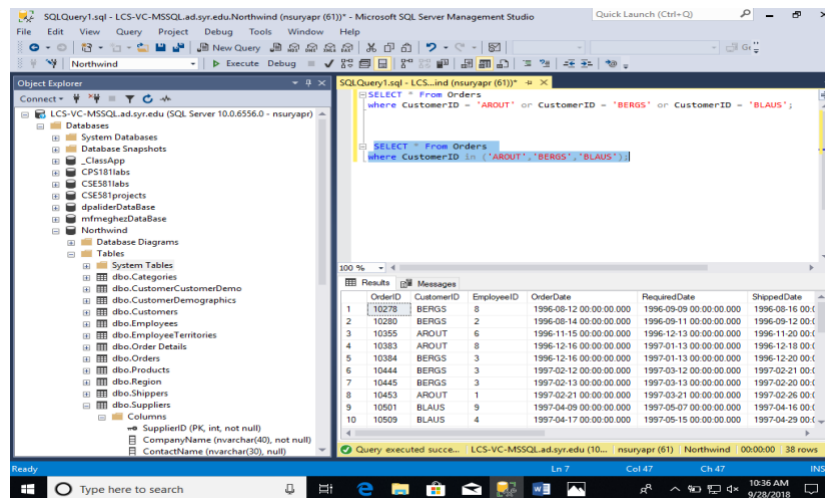 SQLQuery1.sql - LCS-VC-MSSQL.ad.syr.edu.Northwind (nsuryapr (61))* - Microsoft SQL Server Management Studio
Quick Launch (Ctrl+Q)
File Edit View Query Project Debug Tools Window Help
New Query
Northwind Execute Debug
Object Explorer
Connect
LCS-VC-MSSQL.ad.syr.edu (SQL Server 10.0.6556.0 - nsuryapr)
Databases
System Databases
Database Snapshots
_ClassApp
CPS181labs
CSE581labs
CSE581projects
dpaliderDataBase
mfmeghezDataBase
Northwind
Database Diagrams
Tables
System Tables
dbo.Categories
dbo.CustomerCustomerDemo
dbo.CustomerDemographics
dbo.Customers
dbo.Employees
dbo.EmployeeTerritories
dbo.Order Details
dbo.Orders
dbo.Products
dbo.Region
dbo.Shippers
dbo.Suppliers
Columns
SupplierID (PK, int, not null)
CompanyName (nvarchar(40), not null)
ContactName (nvarchar(30), null)
SQLQuery1.sql - LCS...ind (nsuryapr (61))*
SELECT * From Orders
where CustomerID = 'AROUT' or CustomerID = 'BERGS' or CustomerID = 'BLAUS';
SELECT * From Orders
where CustomerID in ('AROUT','BERGS','BLAUS');
100 %
Results Messages
OrderID CustomerID EmployeeID OrderDate RequiredDate ShippedDate
1 10278 BERGS 8 1996-08-12 00:00:00.000 1996-09-09 00:00:00.000 1996-08-16 00:(
2 10280 BERGS 2 1996-08-14 00:00:00.000 1996-09-11 00:00:00.000 1996-09-12 00:(
3 10355 AROUT 6 1996-11-15 00:00:00.000 1996-12-13 00:00:00.000 1996-11-20 00:(
4 10383 AROUT 8 1996-12-16 00:00:00.000 1997-01-13 00:00:00.000 1996-12-18 00:(
5 10384 BERGS 3 1996-12-16 00:00:00.000 1997-01-13 00:00:00.000 1996-12-20 00:(
6 10444 BERGS 3 1997-02-12 00:00:00.000 1997-03-12 00:00:00.000 1997-02-21 00:(
7 10445 BERGS 3 1997-02-13 00:00:00.000 1997-03-13 00:00:00.000 1997-02-20 00:(
8 10453 AROUT 1 1997-02-21 00:00:00.000 1997-03-21 00:00:00.000 1997-02-26 00:(
9 10501 BLAUS 9 1997-04-09 00:00:00.000 1997-05-07 00:00:00.000 1997-04-16 00:(
10 10509 BLAUS 4 1997-04-17 00:00:00.000 1997-05-15 00:00:00.000 1997-04-29 00:(
Query executed succe... LCS-VC-MSSQL.ad.syr.edu (10... nsuryapr (61) Northwind 00:00:00 38 rows
Ready Ln 7 Col 47 Ch 47 INS
Type here to search
10:36 AM
9/28/2018